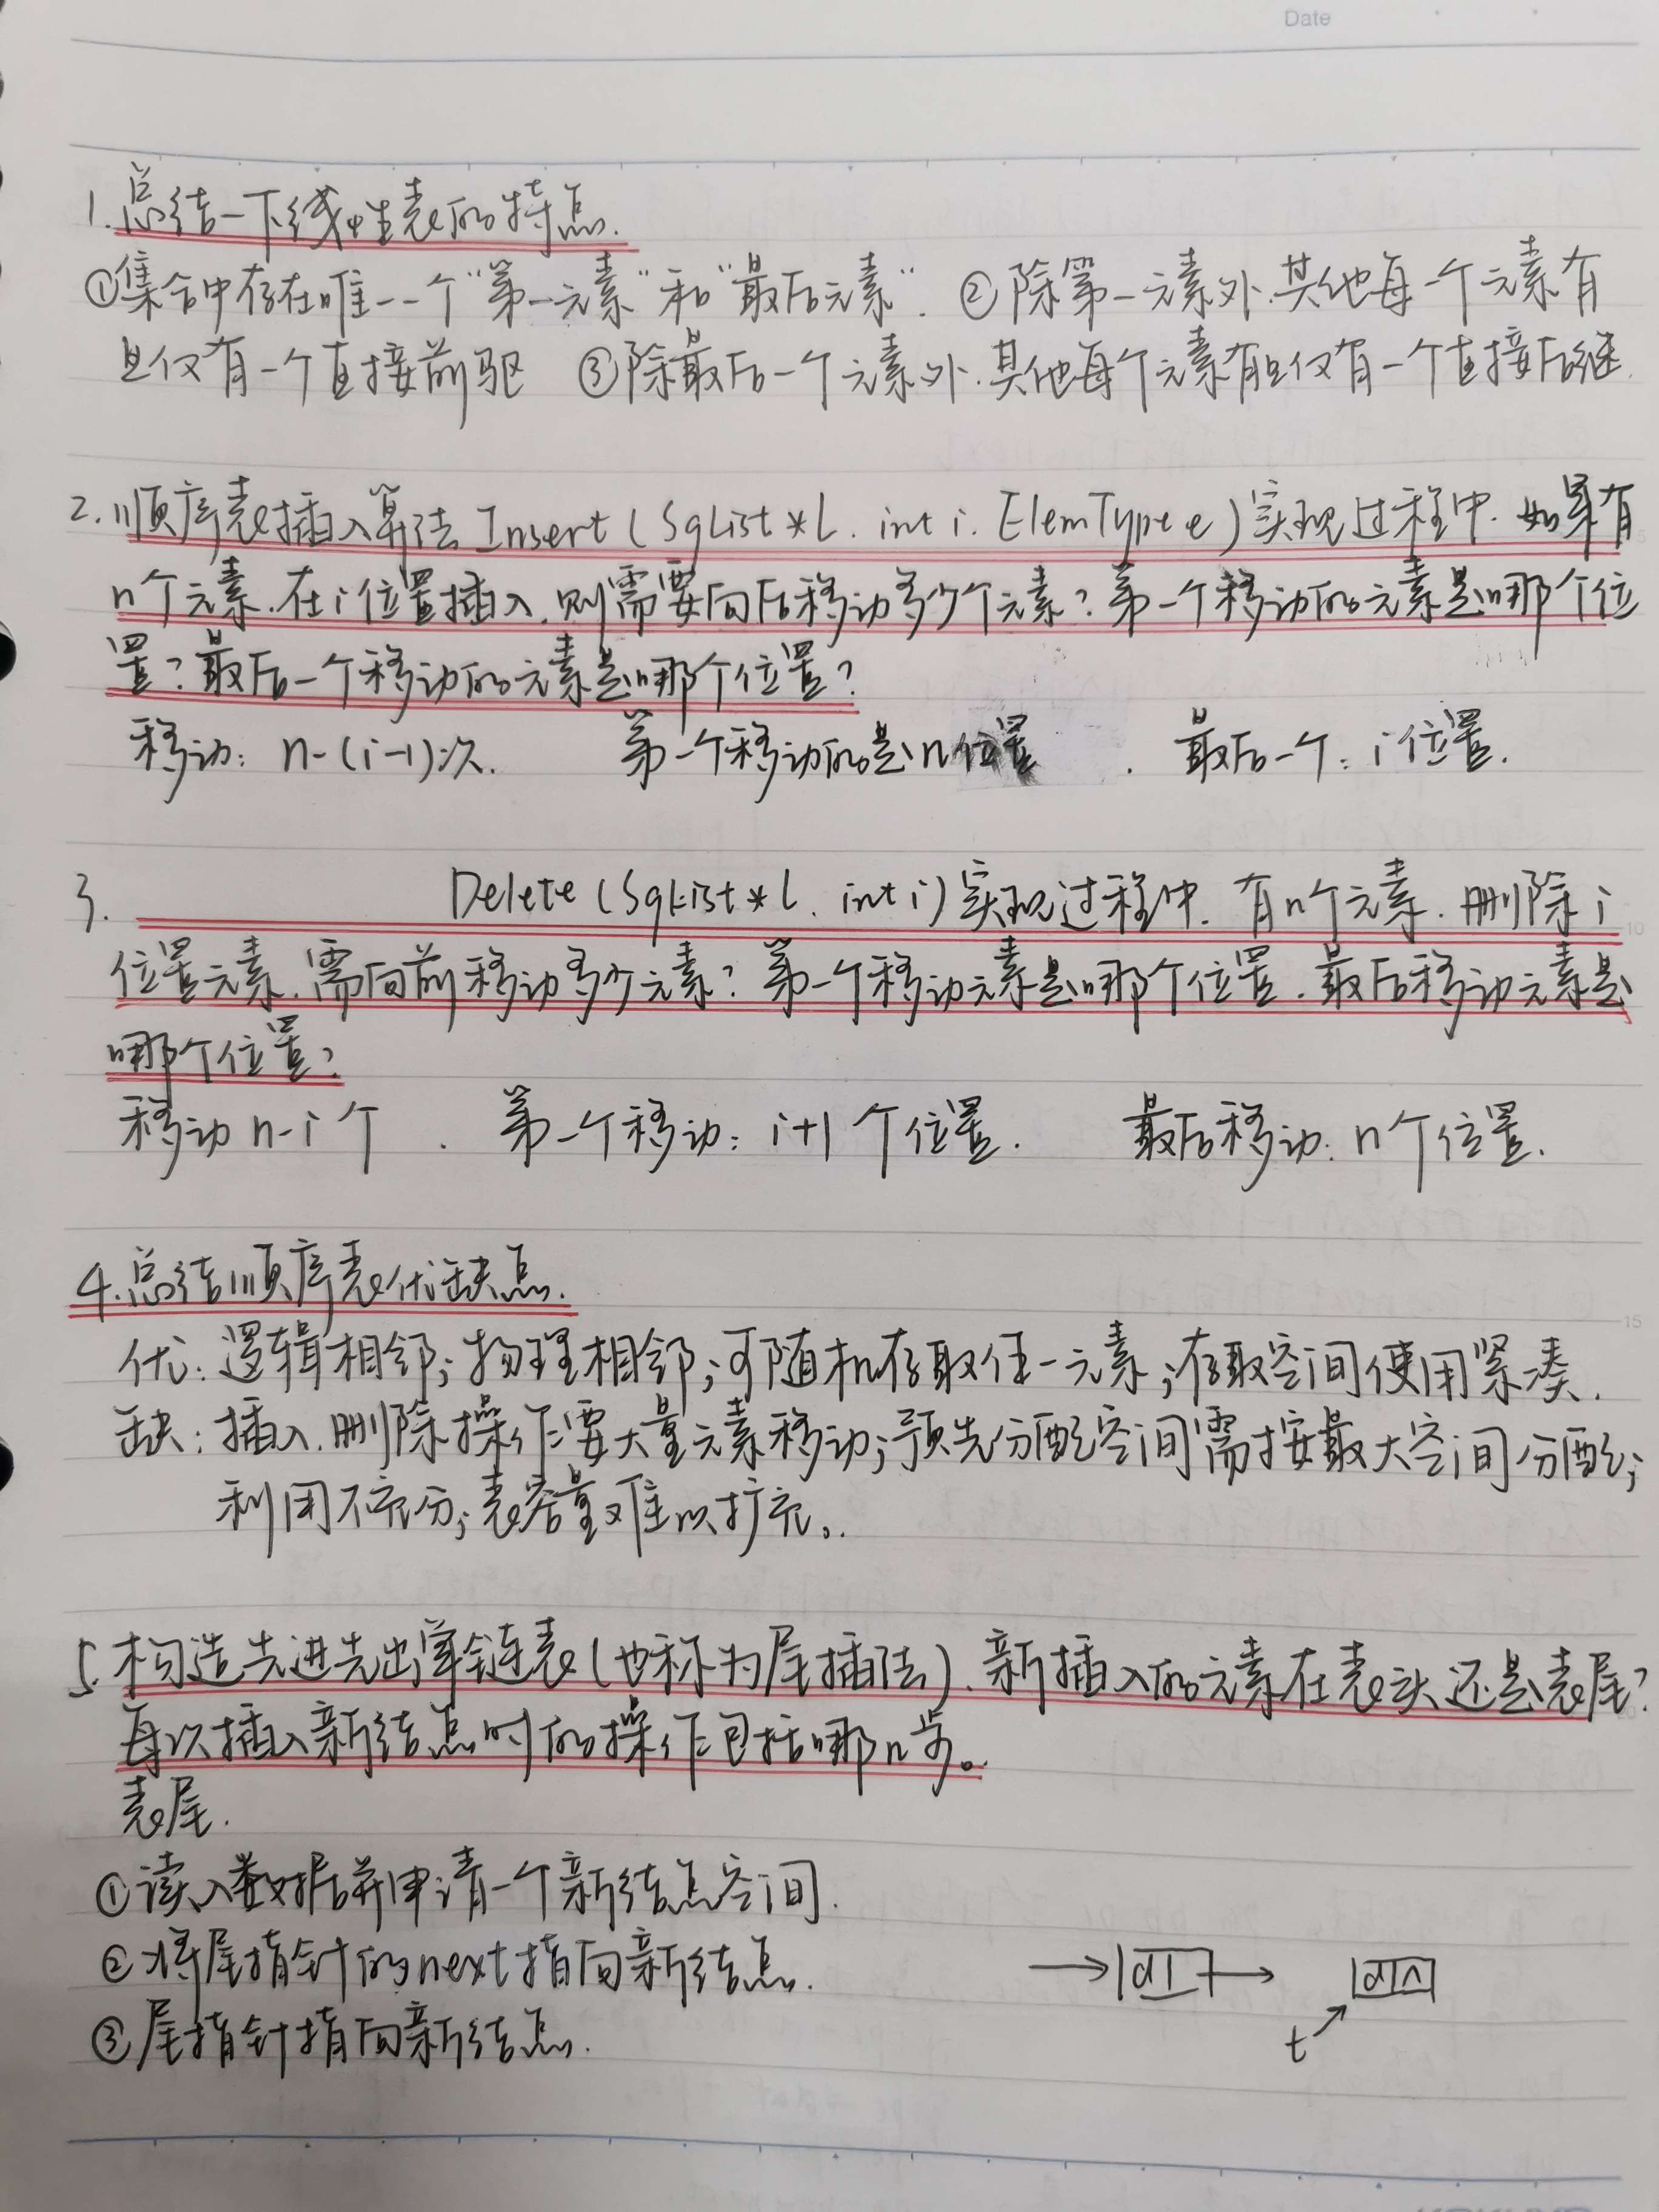 Date
1.总结一下线性表的特点.
①集合中存在唯一一个"第一元素"和"最后元素". ②除第一元素外.其他每一个元素有
且仅有一个直接前驱 ③除最后一个元素外.其他每个元素有且仅有一个直接后继.
2.顺序表插入算法 Insert(SqList*L. int i. ElemType e)实现过程中.如果有
n个元素.在i位置插入.则需要向后移动多少个元素?第一个移动的元素是哪个位
置?最后一个移动的元素是哪个位置?
移动: n-(i-1)次. 第一个移动的是n位置. 最后一个: i位置.
3. Delete(SqList*L. int i)实现过程中.有n个元素.删除i
位置元素.需向前移动多少元素?第一个移动元素是哪个位置.最后移动元素是
哪个位置?
移动n-i个. 第一个移动: i+1个位置. 最后移动: n个位置.
4.总结顺序表优缺点.
优:逻辑相邻;物理相邻;可随机存取任一元素;存取空间使用紧凑.
缺:插入.删除操作要大量元素移动;预先分配空间需按最大空间分配;
利用不充分;表容量难以扩充。.
5.构造先进先出单链表(也称为尾插法).新插入的元素在表头还是表尾?
每次插入新结点时的操作包括哪n步。
表尾.
①读入数据并申请一个新结点空间.
②将尾指针的next指向新结点.
③尾指针指向新结点.
t